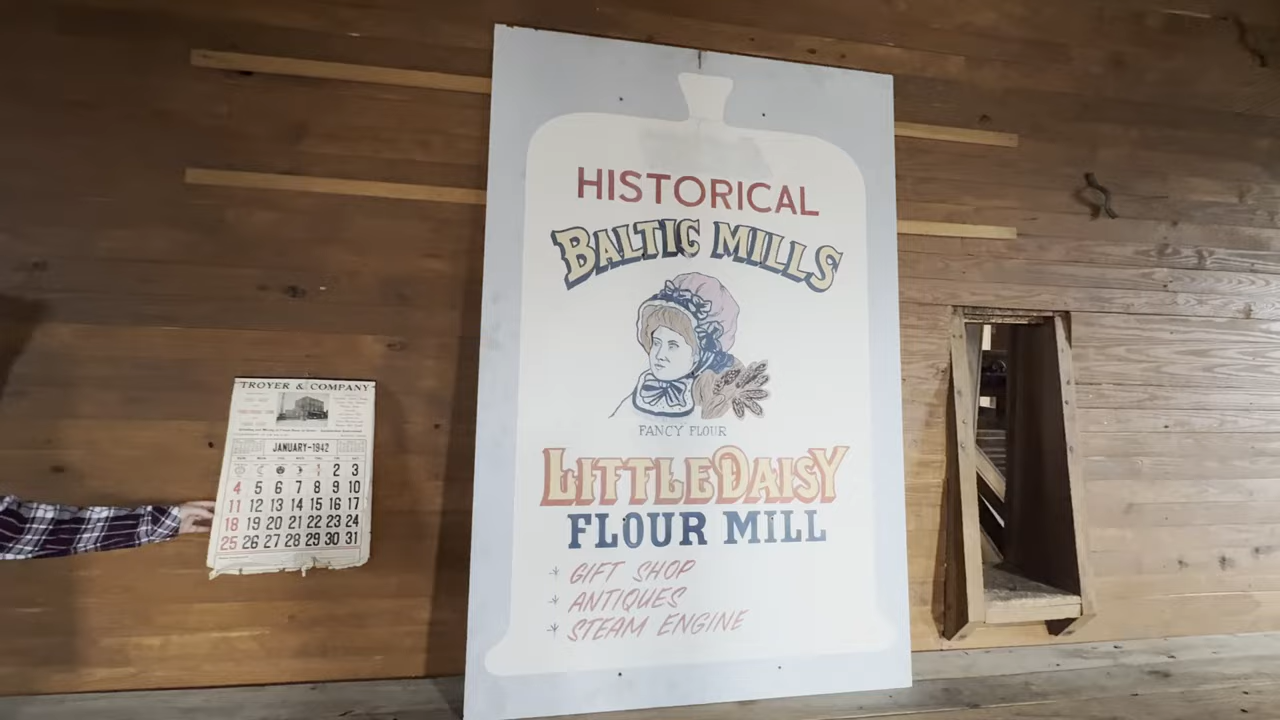 HISTORICAL
BALTIC MILLS
FANCY FLOUR
LITTLE DAISY
FLOUR MILL
GIFT SHOP
ANTIQUES
STEAM ENGINE
TROYER & COMPANY
JANUARY-1942
1 2 3
4 5 6 7 8 9 10
11 12 13 14 15 16 17
18 19 20 21 22 23 24
25 26 27 28 29 30 31